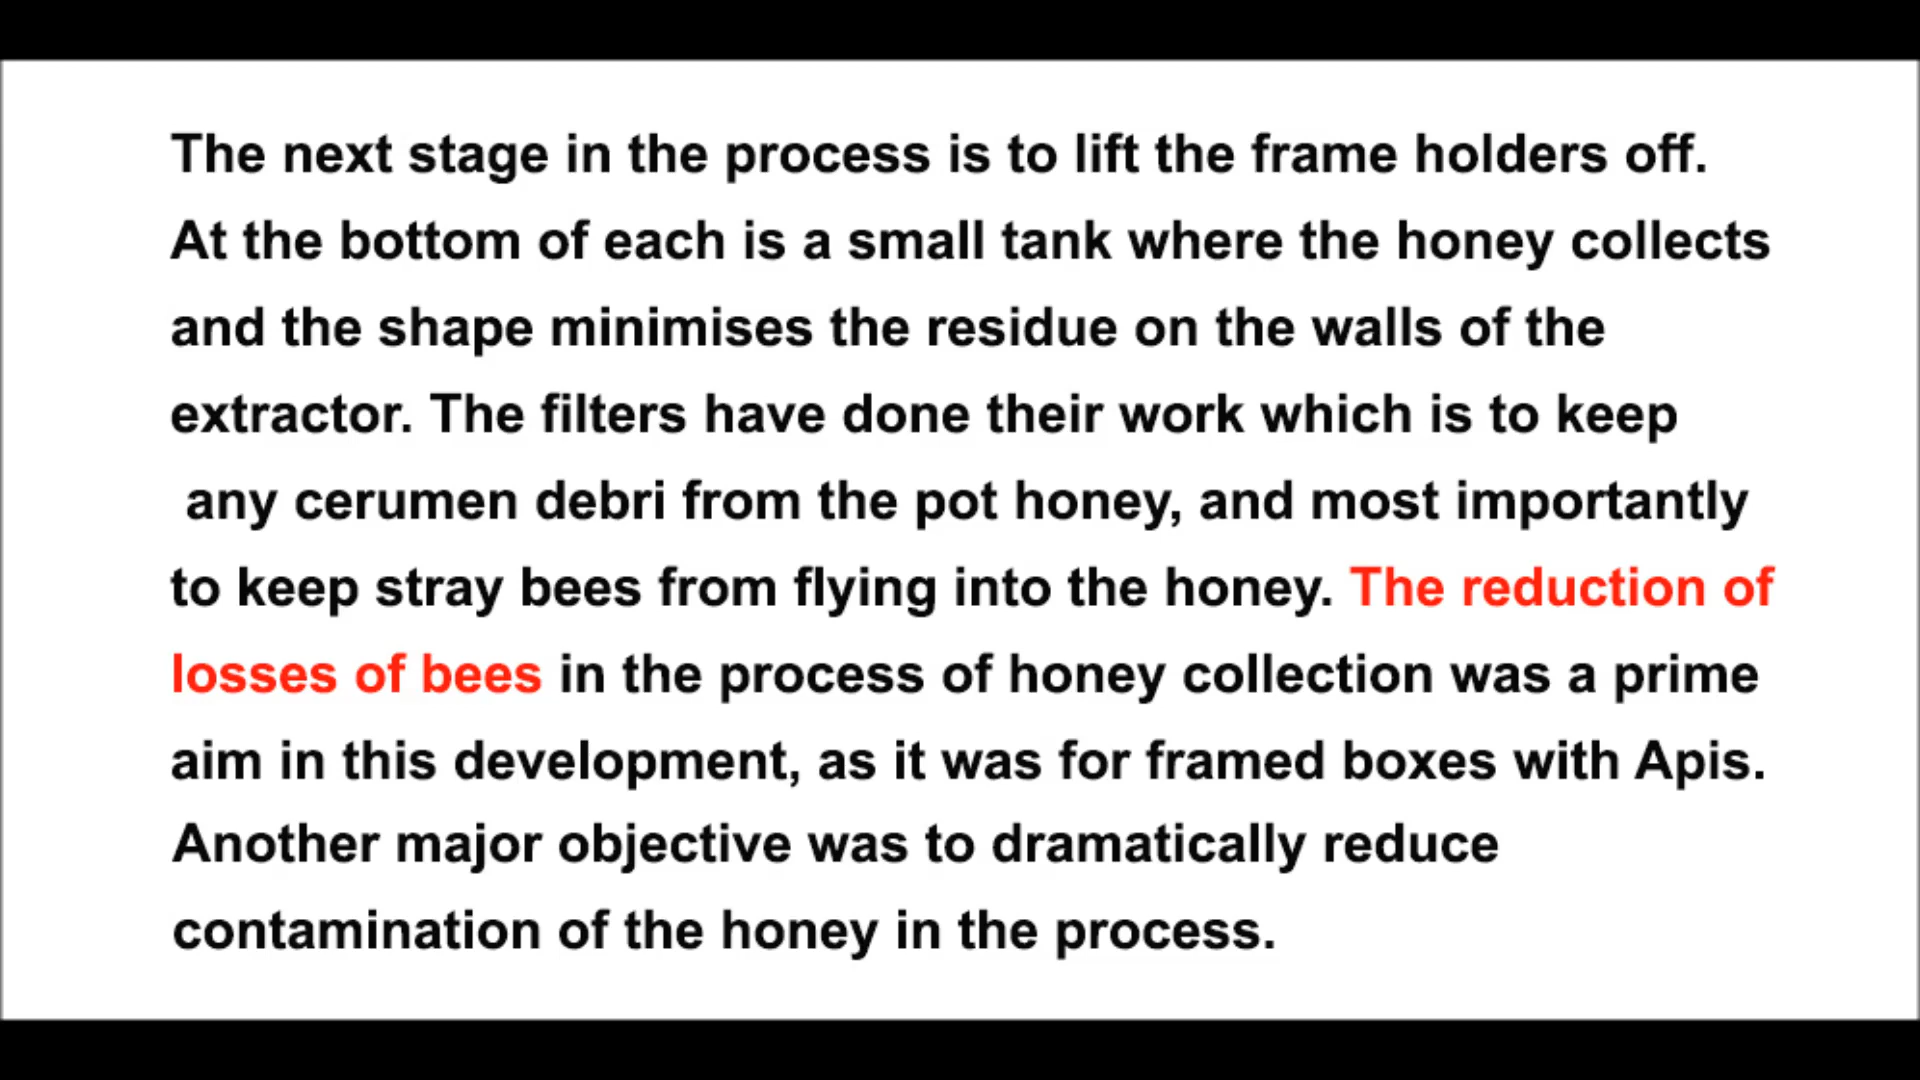 The next stage in the process is to lift the frame holders off.
At the bottom of each is a small tank where the honey collects
and the shape minimises the residue on the walls of the
extractor. The filters have done their work which is to keep
any cerumen debri from the pot honey, and most importantly
to keep stray bees from flying into the honey. The reduction of
losses of bees in the process of honey collection was a prime
aim in this development, as it was for framed boxes with Apis.
Another major objective was to dramatically reduce
contamination of the honey in the process.